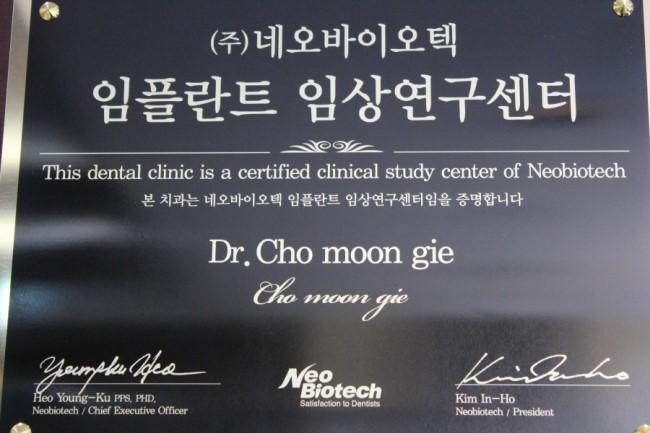 (주)네오바이오텍
임플란트 임상연구센터
This dental clinic is a certified clinical study center of Neobiotech
본 치과는 네오바이오텍 임플란트 임상연구센터임을 증명합니다
Dr. Cho moon gie
Cho moon gie
Heo Young-Ku PPS, PHD,
Neobiotech / Chief Executive Officer
Neo
Biotech
Satisfaction to Dentists
Kim In-Ho
Neobiotech / President